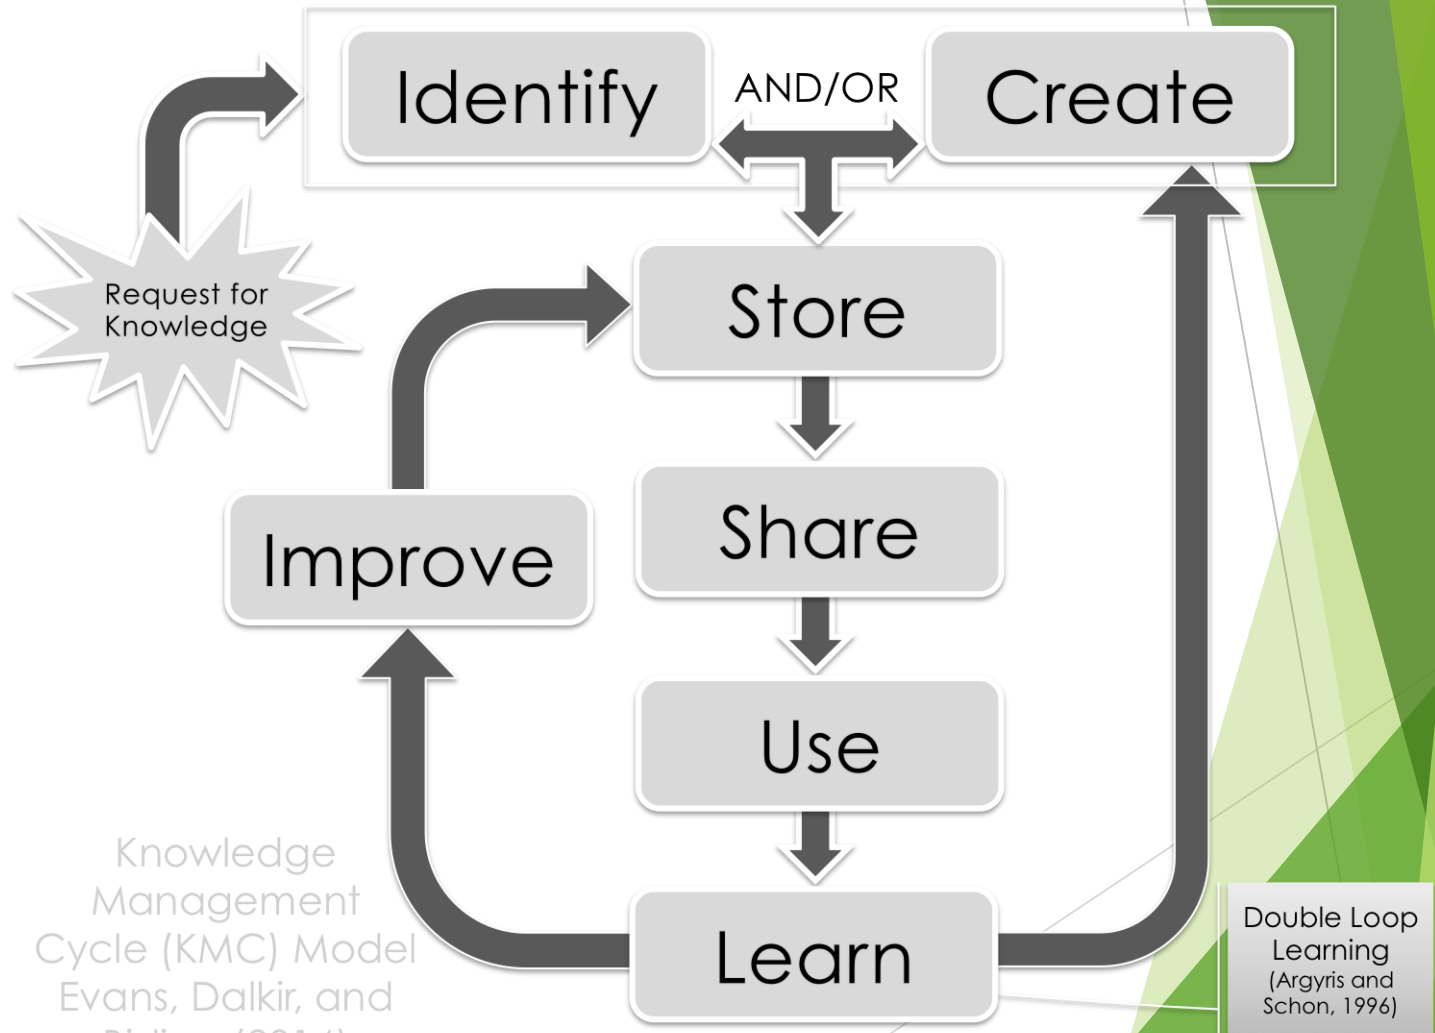 Identify
AND/OR
Create
Request for
Knowledge
Store
Share
Improve
Use
Learn
Knowledge
Management
Cycle (KMC) Model
Evans, Dalkir, and
Double Loop
Learning
(Argyris and
Schon, 1996)